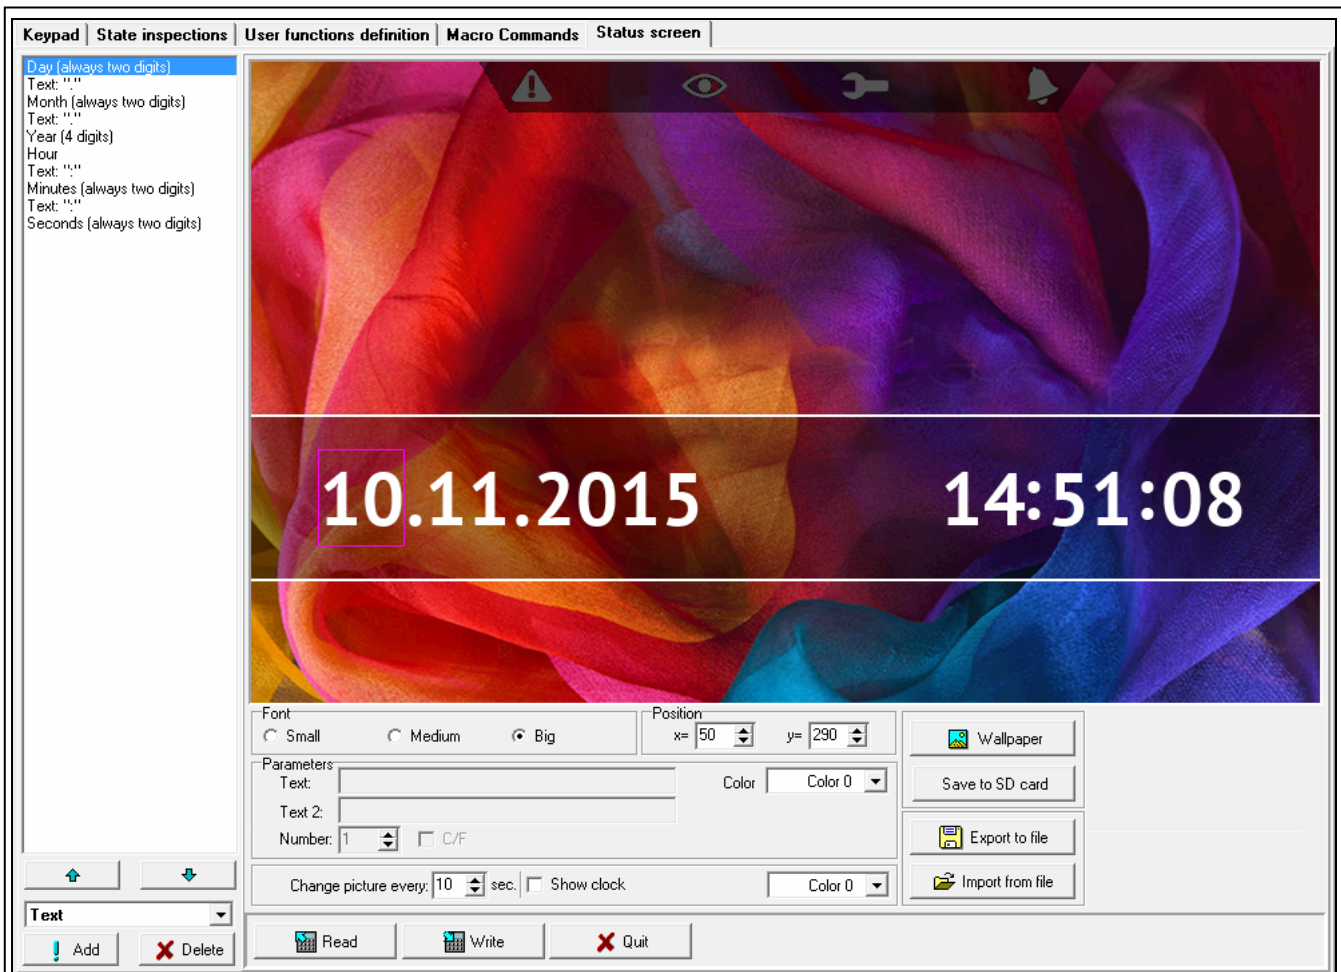 Keypad State inspections User functions definition Macro Commands Status screen
Day (always two digits)
Text: "."
Month (always two digits)
Text: "."
Year (4 digits)
Hour
Text: ":"
Minutes (always two digits)
Text: ":"
Seconds (always two digits)
10.11.2015 14:51:08
Font
Small Medium Big
Position
x= 50 y= 290
Wallpaper
Parameters
Text:
Color Color 0
Save to SD card
Text 2:
Number: 1 C/F
Export to file
Change picture every: 10 sec. Show clock Color 0
Import from file
Text
Add Delete
Read Write Quit